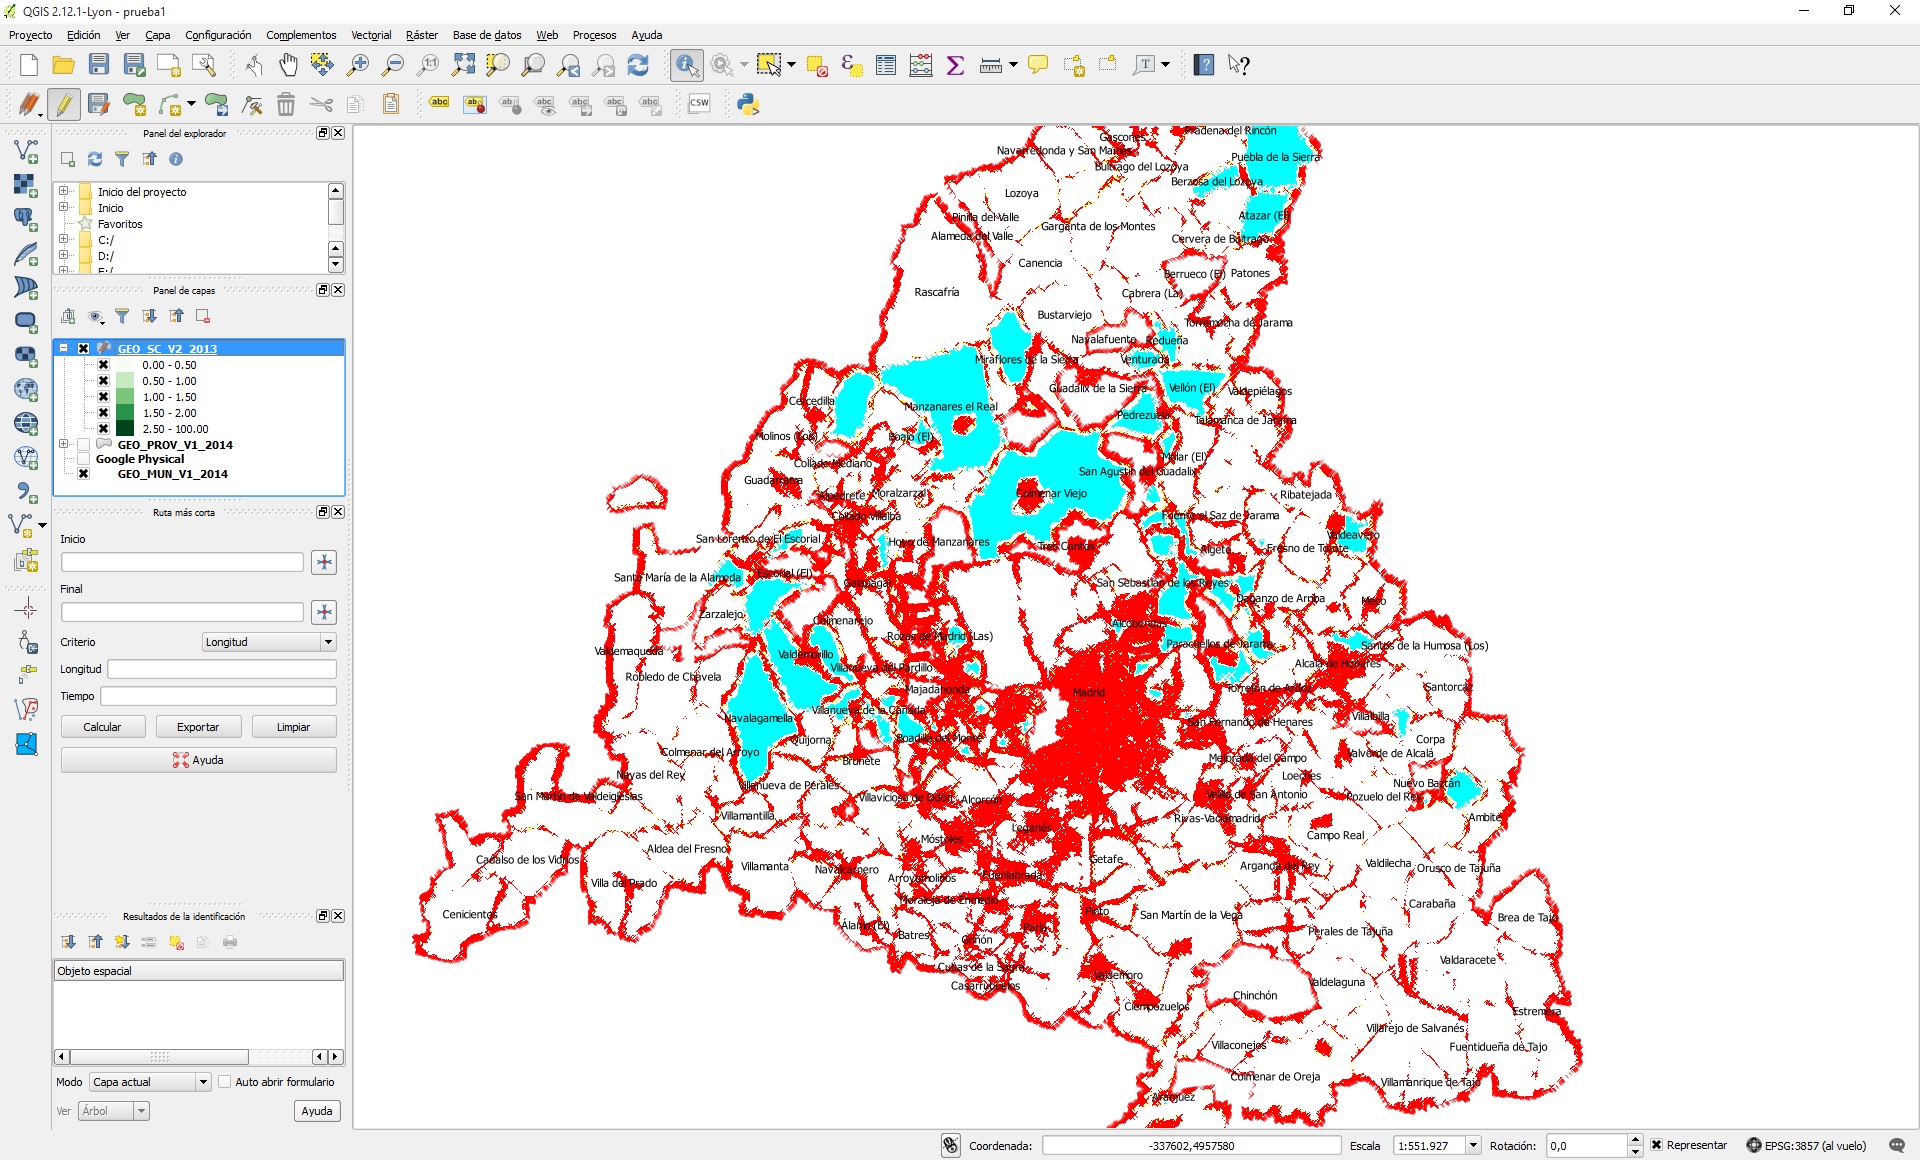 QGIS 2.12.1-Lyon - prueba1
Proyecto Edición Ver Capa Configuración Complementos Vectorial Ráster Base de datos Web Procesos Ayuda
Panel del explorador
Inicio del proyecto
Inicio
Favoritos
C:/
D:/
E:/
Panel de capas
GEO_SC_V2_2013
0.00 - 0.50
0.50 - 1.00
1.00 - 1.50
1.50 - 2.00
2.50 - 100.00
GEO_PROV_V1_2014
Google Physical
GEO_MUN_V1_2014
Ruta más corta
Inicio
Final
Criterio Longitud
Longitud
Tiempo
Calcular Exportar Limpiar
Ayuda
Resultados de la identificación
Objeto espacial
Modo Capa actual Auto abrir formulario
Ver Árbol Ayuda
Gascones
Pradena del Rincón
Navarredonda y San Mamés
Puebla de la Sierra
Buitrago del Lozoya
Berzosa del Lozoya
Lozoya
Pinilla del Valle
Atazar (El)
Garganta de los Montes
Alameda del Valle
Cervera de Buitrago
Canencia
Berrueco (El)
Patones
Rascafría
Cabrera (La)
Bustarviejo
Torremocha de Jarama
Navalafuente
Redueña
Miraflores de la Sierra
Venturada
Guadalix de la Sierra
Vellón (El)
Valdepiélagos
Cercedilla
Manzanares el Real
Pedrezuela
Talamanca de Jarama
Molinos (Los)
Boalo (El)
Molar (El)
Collado Mediano
San Agustín del Guadalix
Guadarrama
Alpedrete
Moralzarzal
Colmenar Viejo
Ribatejada
Collado Villalba
Fuente el Saz de Jarama
San Lorenzo de El Escorial
Hoyo de Manzanares
Tres Cantos
Algete
Fresno de Torote
Valdeavero
Santa María de la Alameda
Escorial (El)
Galapagar
San Sebastián de los Reyes
Daganzo de Arriba
Meco
Zarzalejo
Colmenarejo
Alcobendas
Rozas de Madrid (Las)
Paracuellos de Jarama
Santos de la Humosa (Los)
Valdemaqueda
Valdemorillo
Villanueva del Pardillo
Alcalá de Henares
Robledo de Chavela
Majadahonda
Madrid
Torrejón de Ardoz
Santorcaz
Navalagamella
Villanueva de la Cañada
San Fernando de Henares
Villalbilla
Quijorna
Boadilla del Monte
Corpa
Colmenar del Arroyo
Brunete
Mejorada del Campo
Valverde de Alcalá
Navas del Rey
Villanueva de Perales
Loeches
Nuevo Baztán
San Martín de Valdeiglesias
Villaviciosa de Odón
Alcorcón
Velilla de San Antonio
Pozuelo del Rey
Villamantilla
Leganés
Rivas-Vaciamadrid
Ambite
Móstoles
Campo Real
Aldea del Fresno
Cadalso de los Vidrios
Villamanta
Navalcarnero
Getafe
Arganda del Rey
Valdilecha
Orusco de Tajuña
Villa del Prado
Arroyomolinos
Fuenlabrada
Moraleja de Enmedio
Carabaña
Cenicientos
Pinto
San Martín de la Vega
Brea de Tajo
Álamo (El)
Batres
Griñón
Parla
Perales de Tajuña
Cubas de la Sagra
Valdemoro
Valdaracete
Casarrubuelos
Valdelaguna
Chinchón
Ciempozuelos
Estremera
Villarejo de Salvanés
Villaconejos
Fuentidueña de Tajo
Colmenar de Oreja
Villamanrique de Tajo
Aranjuez
Coordenada: -337602,4957580 Escala 1:551.927 Rotación: 0,0 Representar EPSG:3857 (al vuelo)